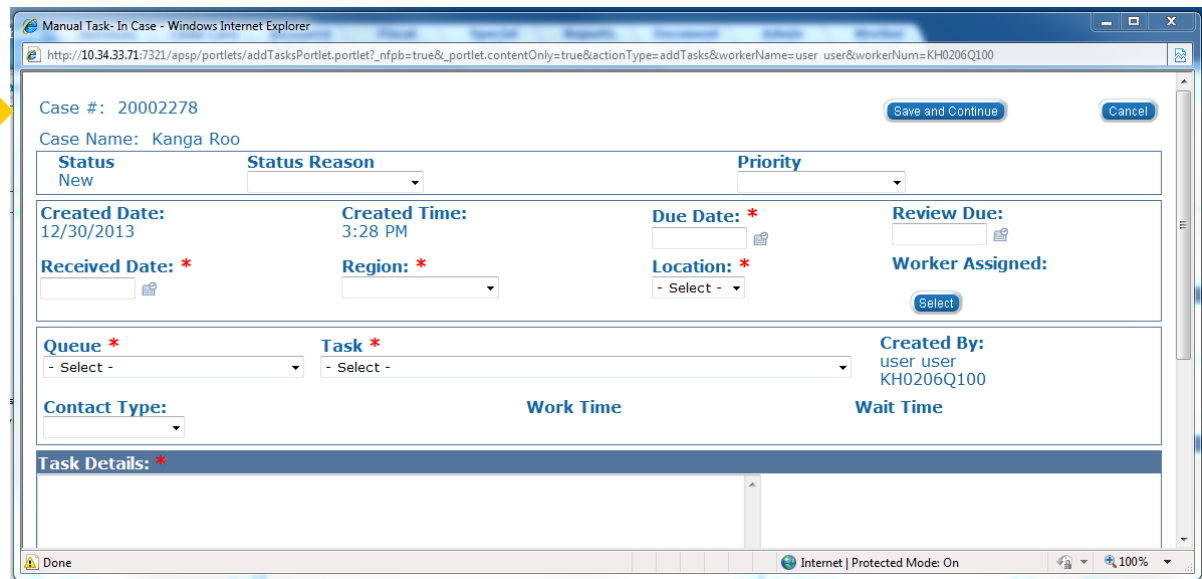 Manual Task- In Case - Windows Internet Explorer
http://10.34.33.71:7321/apsp/portlets/addTasksPortlet.portlet?_nfpb=true&_portlet.contentOnly=true&actionType=addTasks&workerName=user user&workerNum=KH0206Q100
Case #: 20002278 Save and Continue Cancel
Case Name: Kanga Roo
Status Status Reason Priority
New
Created Date: Created Time: Due Date: * Review Due:
12/30/2013 3:28 PM
Received Date: * Region: * Location: * Worker Assigned:
- Select -
Select
Queue * Task * Created By:
- Select - - Select - user user
KH0206Q100
Contact Type: Work Time Wait Time
Task Details: *
Done Internet | Protected Mode: On 100%